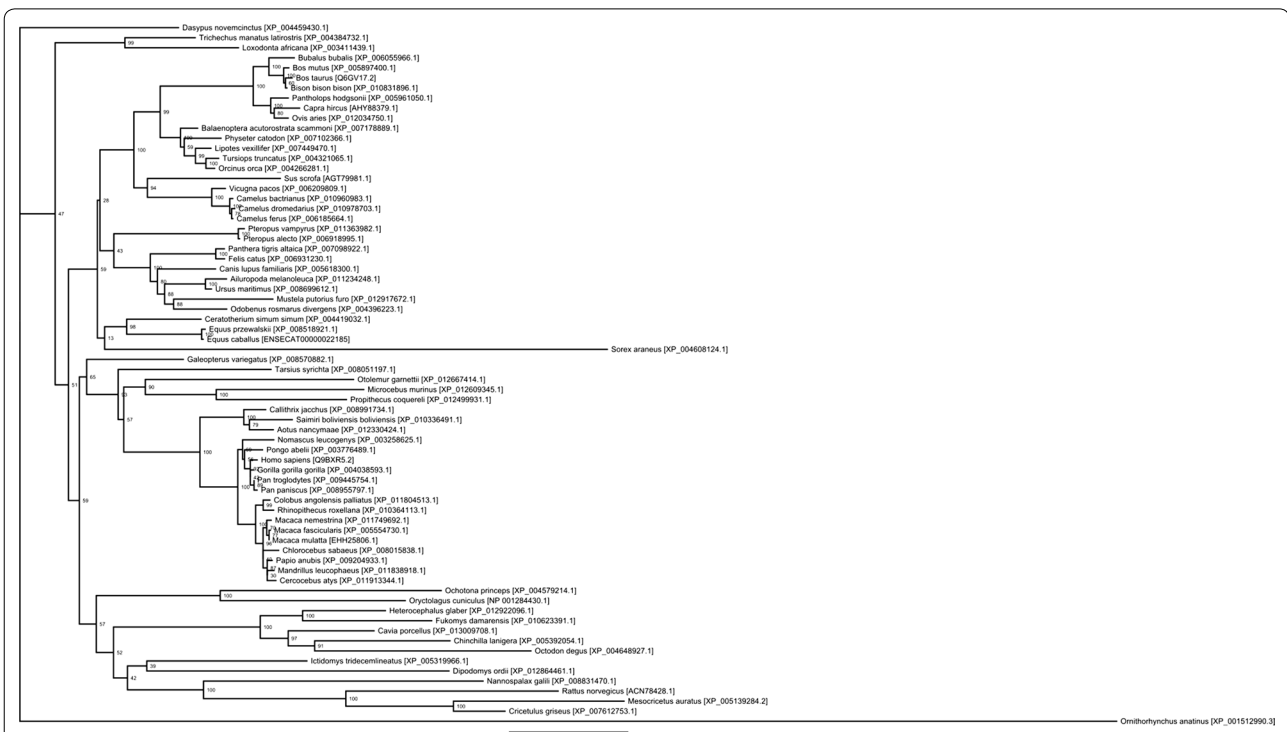 Dasypus novemcinctus [XP_004459430.1]
Trichechus manatus latirostris [XP_004384732.1]
99
Loxodonta africana [XP_003411439.1]
Bubalus bubalis [XP_006055966.1]
100
Bos mutus [XP_005897400.1]
100
Bos taurus [Q6GV17.2]
Bison bison bison [XP_010831896.1]
100
Pantholops hodgsonii [XP_005961050.1]
100
Capra hircus [AHY88379.1]
99
80
Ovis aries [XP_012034750.1]
Balaenoptera acutorostrata scammoni [XP_007178889.1]
100
Physeter catodon [XP_007102366.1]
59
Lipotes vexillifer [XP_007449470.1]
100
99
Tursiops truncatus [XP_004321065.1]
100
Orcinus orca [XP_004266281.1]
Sus scrofa [AGT79981.1]
94
Vicugna pacos [XP_006209809.1]
100
Camelus bactrianus [XP_010960983.1]
28
Camelus dromedarius [XP_010978703.1]
47
Camelus ferus [XP_006185664.1]
Pteropus vampyrus [XP_011363982.1]
100
Pteropus alecto [XP_006918995.1]
43
Panthera tigris altaica [XP_007098922.1]
100
Felis catus [XP_006931230.1]
59
100
Canis lupus familiaris [XP_005618300.1]
Ailuropoda melanoleuca [XP_011234248.1]
100
Ursus maritimus [XP_008699612.1]
88
Mustela putorius furo [XP_012917672.1]
88
Odobenus rosmarus divergens [XP_004396223.1]
Ceratotherium simum simum [XP_004419032.1]
98
Equus przewalskii [XP_008518921.1]
100
13
Equus caballus [ENSECAT00000022185]
Sorex araneus [XP_004608124.1]
Galeopterus variegatus [XP_008570882.1]
Tarsius syrichta [XP_008051197.1]
65
Otolemur garnettii [XP_012667414.1]
51
90
Microcebus murinus [XP_012609345.1]
100
Propithecus coquereli [XP_012499931.1]
Callithrix jacchus [XP_008991734.1]
100
57
Saimiri boliviensis boliviensis [XP_010336491.1]
79
Aotus nancymaae [XP_012330424.1]
Nomascus leucogenys [XP_003258625.1]
100
Pongo abelii [XP_003776489.1]
Homo sapiens [Q9BXR5.2]
Gorilla gorilla gorilla [XP_004038593.1]
Pan troglodytes [XP_009445754.1]
100
Pan paniscus [XP_008955797.1]
59
Colobus angolensis palliatus [XP_011804513.1]
99
Rhinopithecus roxellana [XP_010364113.1]
Macaca nemestrina [XP_011749692.1]
Macaca fascicularis [XP_005554730.1]
Macaca mulatta [EHH25806.1]
96
Chlorocebus sabaeus [XP_008015838.1]
Papio anubis [XP_009204933.1]
Mandrillus leucophaeus [XP_011838918.1]
30
Cercocebus atys [XP_011913344.1]
Ochotona princeps [XP_004579214.1]
100
Oryctolagus cuniculus [NP 001284430.1]
Heterocephalus glaber [XP_012922096.1]
100
Fukomys damarensis [XP_010623391.1]
57
100
Cavia porcellus [XP_013009708.1]
97
Chinchilla lanigera [XP_005392054.1]
91
Octodon degus [XP_004648927.1]
52
Ictidomys tridecemlineatus [XP_005319966.1]
39
Dipodomys ordii [XP_012864461.1]
42
Nannospalax galili [XP_008831470.1]
100
Rattus norvegicus [ACN78428.1]
100
Mesocricetus auratus [XP_005139284.2]
100
Cricetulus griseus [XP_007612753.1]
Ornithorhynchus anatinus [XP_001512990.3]